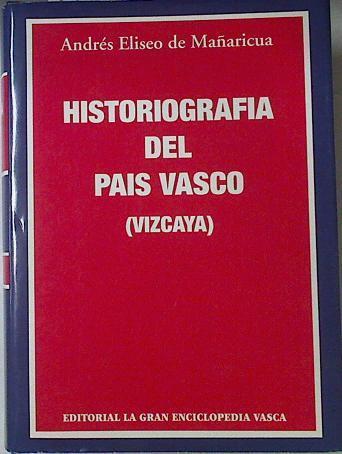 Andrés Eliseo de Mañaricua
HISTORIOGRAFIA
DEL
PAIS VASCO
(VIZCAYA)
EDITORIAL LA GRAN ENCICLOPEDIA VASCA